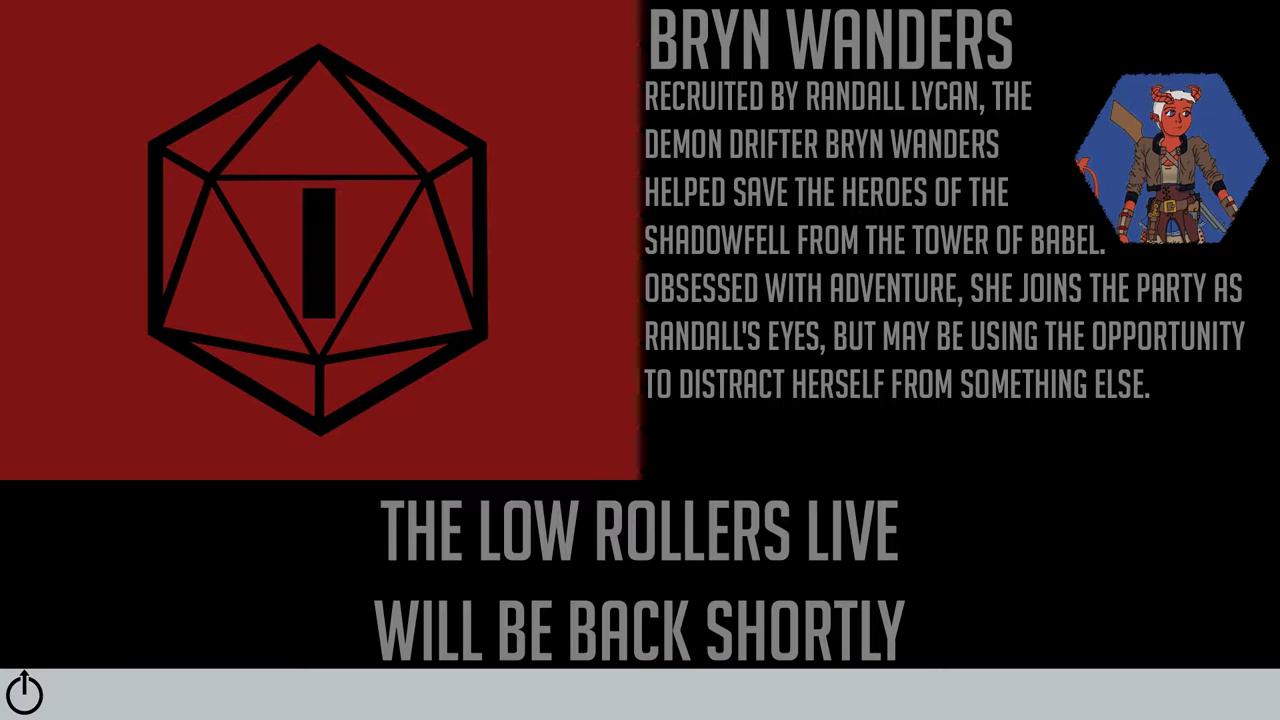 BRYN WANDERS
RECRUITED BY RANDALL LYCAN, THE
DEMON DRIFTER BRYN WANDERS
HELPED SAVE THE HEROES OF THE
SHADOWFELL FROM THE TOWER OF BABEL.
OBSESSED WITH ADVENTURE, SHE JOINS THE PARTY AS
RANDALL'S EYES, BUT MAY BE USING THE OPPORTUNITY
TO DISTRACT HERSELF FROM SOMETHING ELSE.
I
THE LOW ROLLERS LIVE
WILL BE BACK SHORTLY